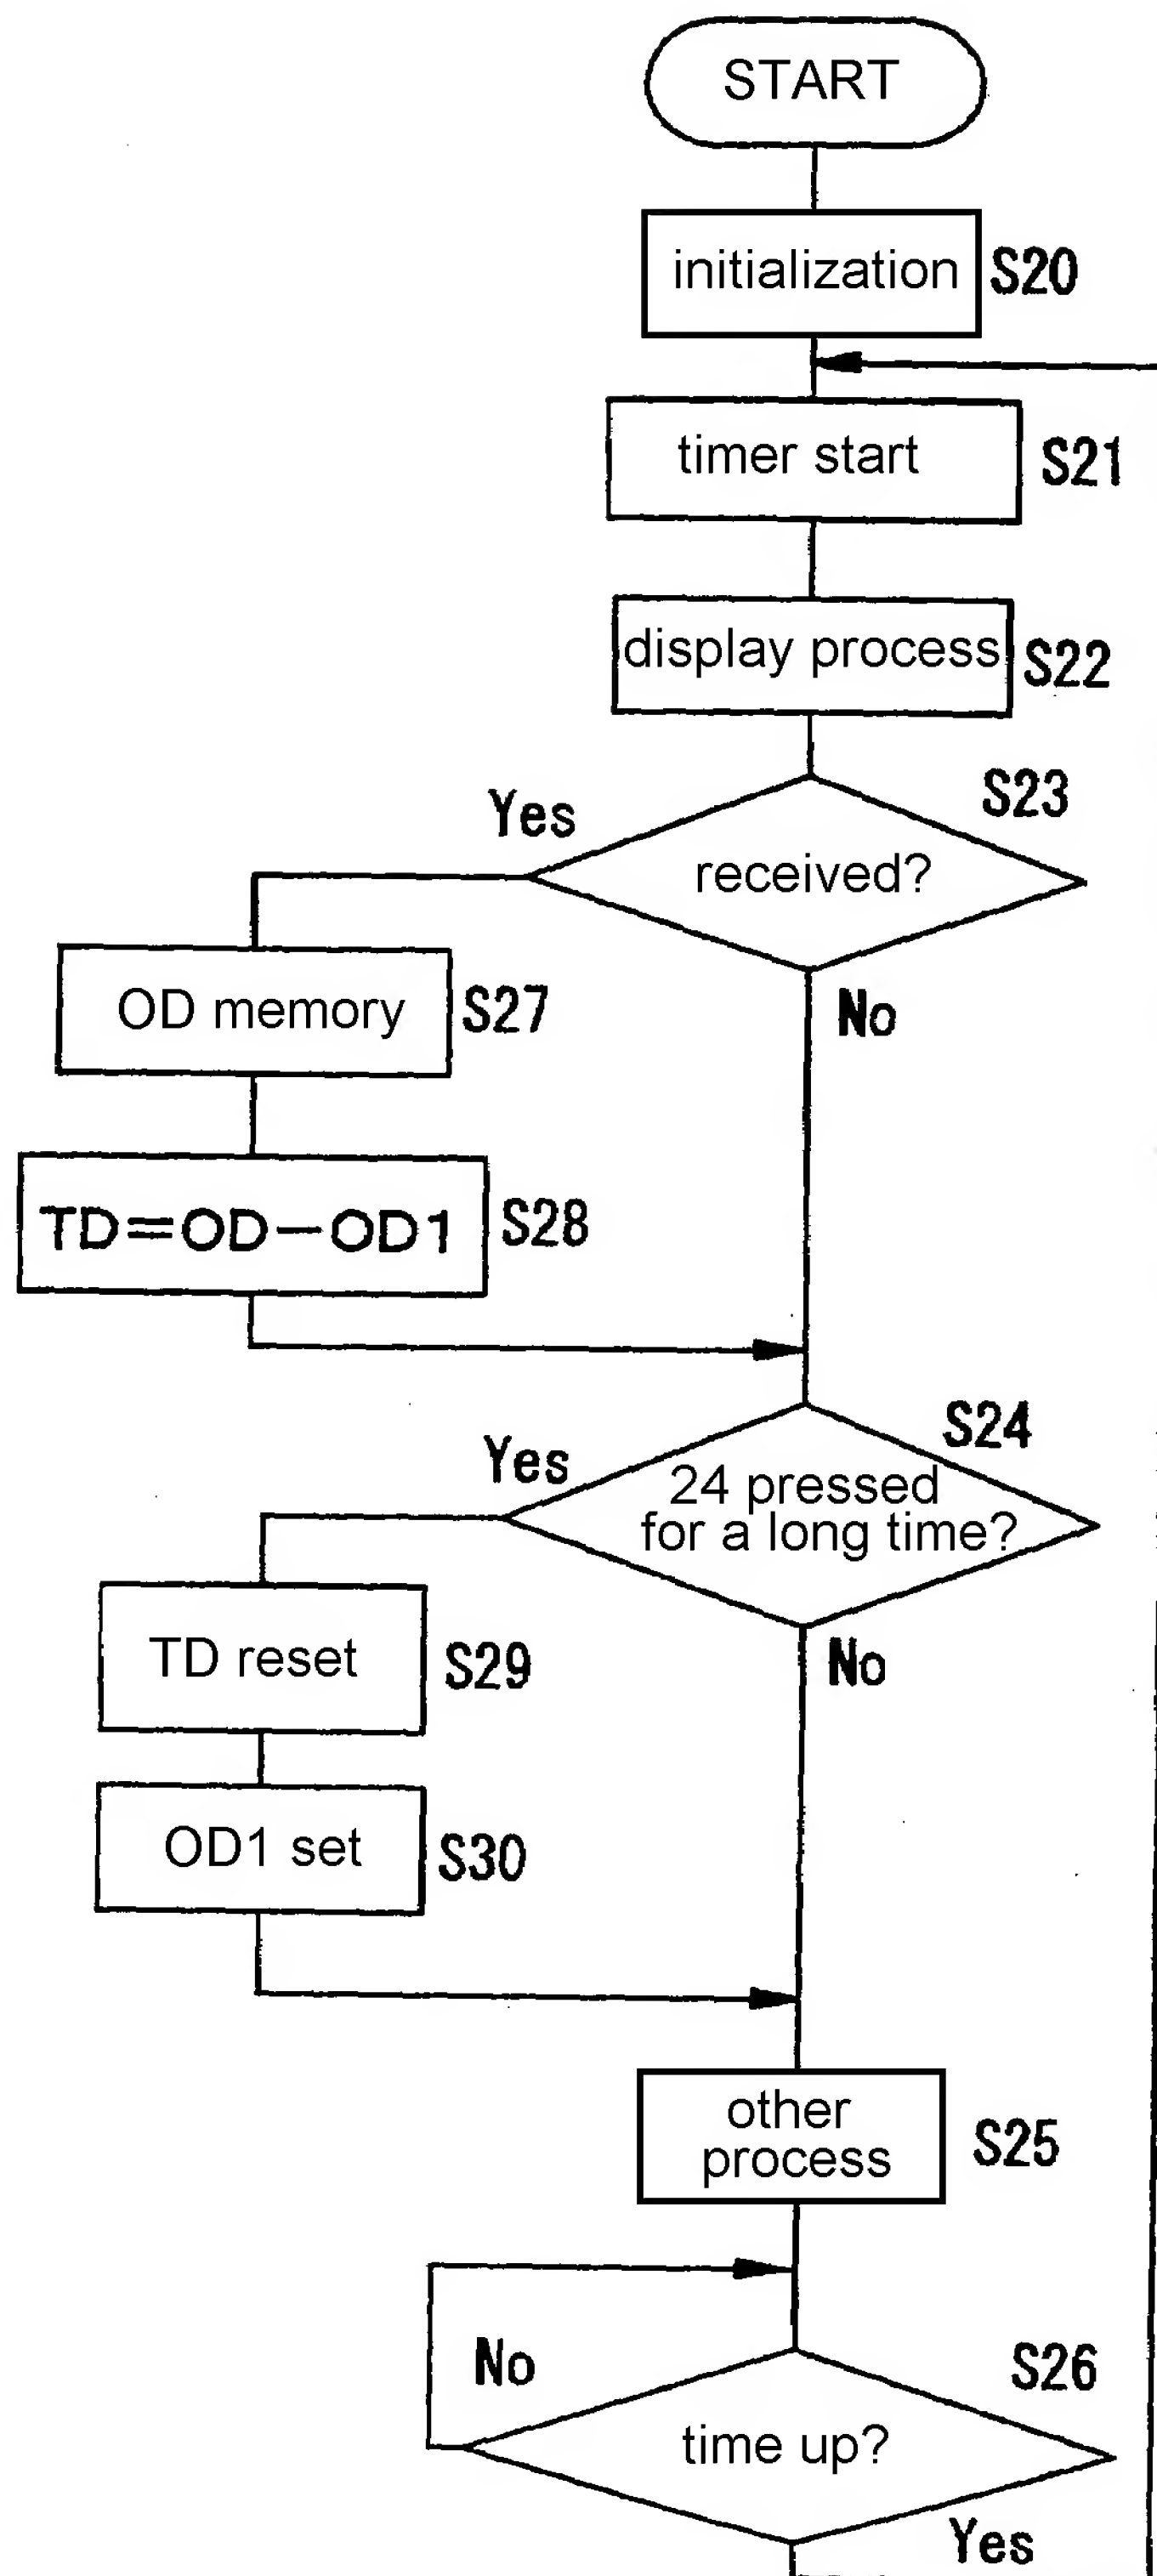 START
initialization S20
timer start S21
display process S22
S23
Yes
received?
No
OD memory S27
TD=OD-OD1 S28
S24
Yes
24 pressed
for a long time?
No
TD reset S29
OD1 set S30
other
process
S25
S26
No
time up?
Yes